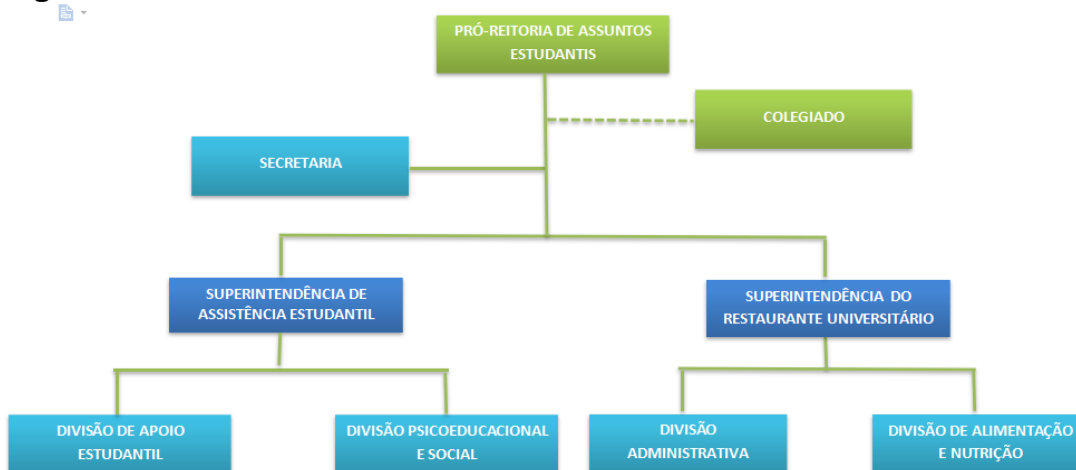 PRÓ-REITORIA DE ASSUNTOS
ESTUDANTIS
COLEGIADO
SECRETARIA
SUPERINTENDÊNCIA DE
ASSISTÊNCIA ESTUDANTIL
SUPERINTENDÊNCIA DO
RESTAURANTE UNIVERSITÁRIO
DIVISÃO DE APOIO
ESTUDANTIL
DIVISÃO PSICOEDUCACIONAL
E SOCIAL
DIVISÃO
ADMINISTRATIVA
DIVISÃO DE ALIMENTAÇÃO
E NUTRIÇÃO